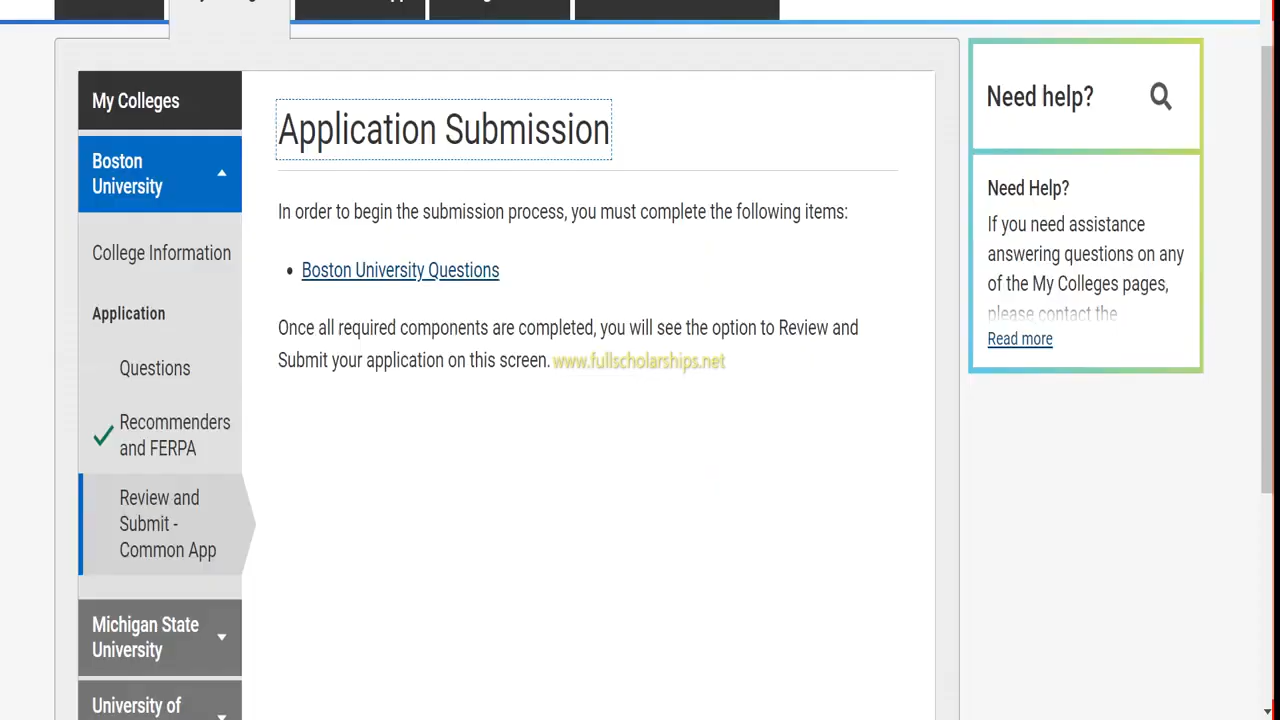 My Colleges
Boston
University
College Information
Application
Questions
Recommenders
and FERPA
Review and
Submit -
Common App
Michigan State
University
University of
Application Submission
In order to begin the submission process, you must complete the following items:
• Boston University Questions
Once all required components are completed, you will see the option to Review and
Submit your application on this screen. www.fullscholarships.net
Need help?
Need Help?
If you need assistance
answering questions on any
of the My Colleges pages,
please contact the
Read more